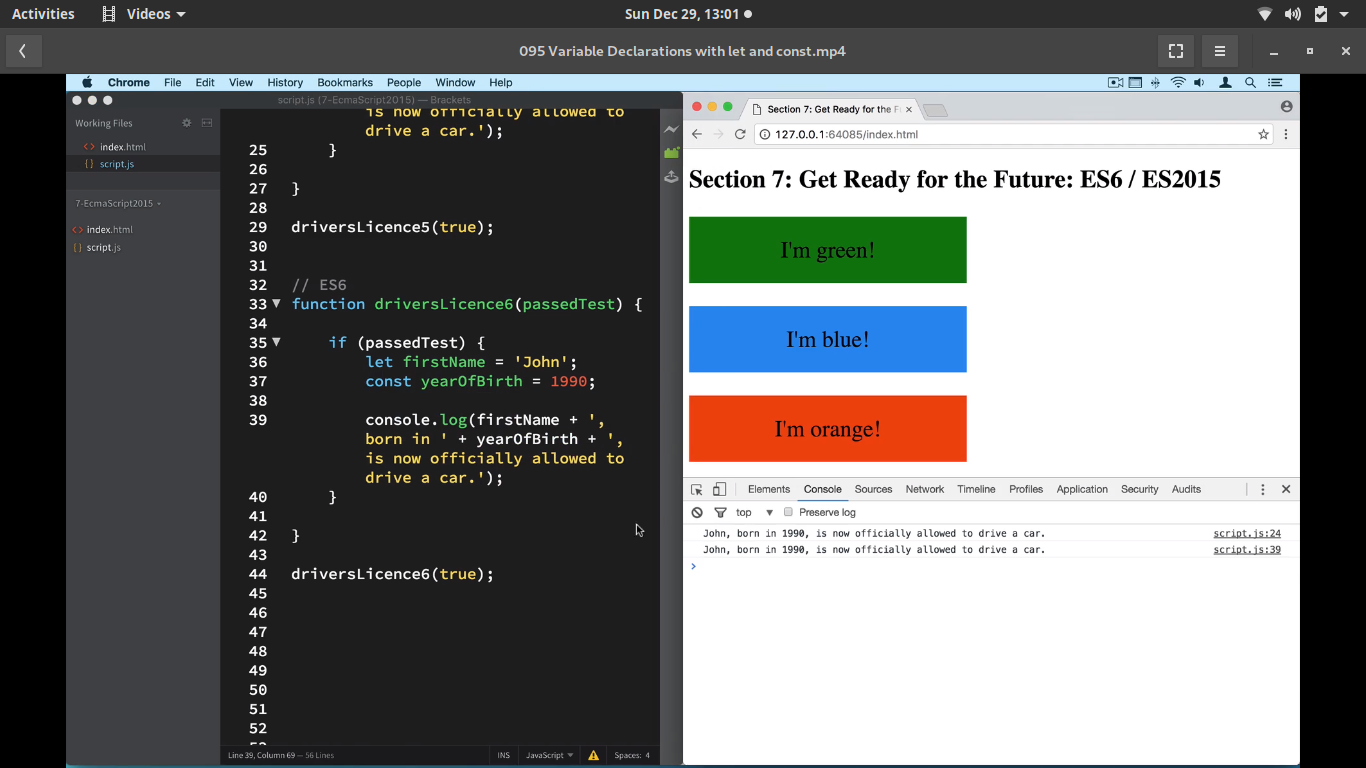 Activities Videos Sun Dec 29, 13:01
095 Variable Declarations with let and const.mp4
Chrome File Edit View History Bookmarks People Window Help
script.js (7-EcmaScript2015) — Brackets
Working Files
<> index.html
{} script.js
7-EcmaScript2015
<> index.html
{} script.js
is now officially allowed to
drive a car.');
25 }
26
27 }
28
29 driversLicence5(true);
30
31
32 // ES6
33 function driversLicence6(passedTest) {
34
35 if (passedTest) {
36 let firstName = 'John';
37 const yearOfBirth = 1990;
38
39 console.log(firstName + ',
born in ' + yearOfBirth + ',
is now officially allowed to
drive a car.');
40 }
41
42 }
43
44 driversLicence6(true);
45
46
47
48
49
50
51
52
Line 39, Column 69 — 56 Lines INS JavaScript Spaces: 4
Section 7: Get Ready for the F
127.0.0.1:64085/index.html
Section 7: Get Ready for the Future: ES6 / ES2015
I'm green!
I'm blue!
I'm orange!
Elements Console Sources Network Timeline Profiles Application Security Audits
top Preserve log
John, born in 1990, is now officially allowed to drive a car. script.js:24
John, born in 1990, is now officially allowed to drive a car. script.js:39
>